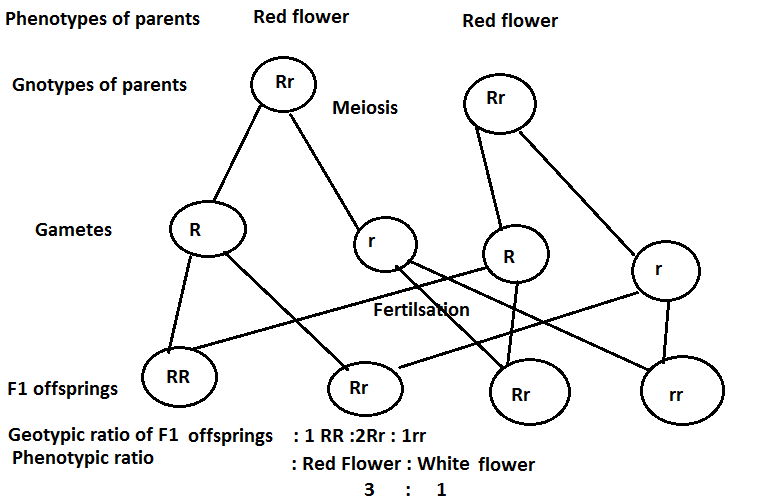 Phenotypes of parents Red flower Red flower
Gnotypes of parents Rr Rr
Meiosis
Gametes R r R r
Fertilsation
F1 offsprings RR Rr Rr rr
Geotypic ratio of F1 offsprings : 1 RR :2Rr : 1rr
Phenotypic ratio : Red Flower : White flower
3 : 1